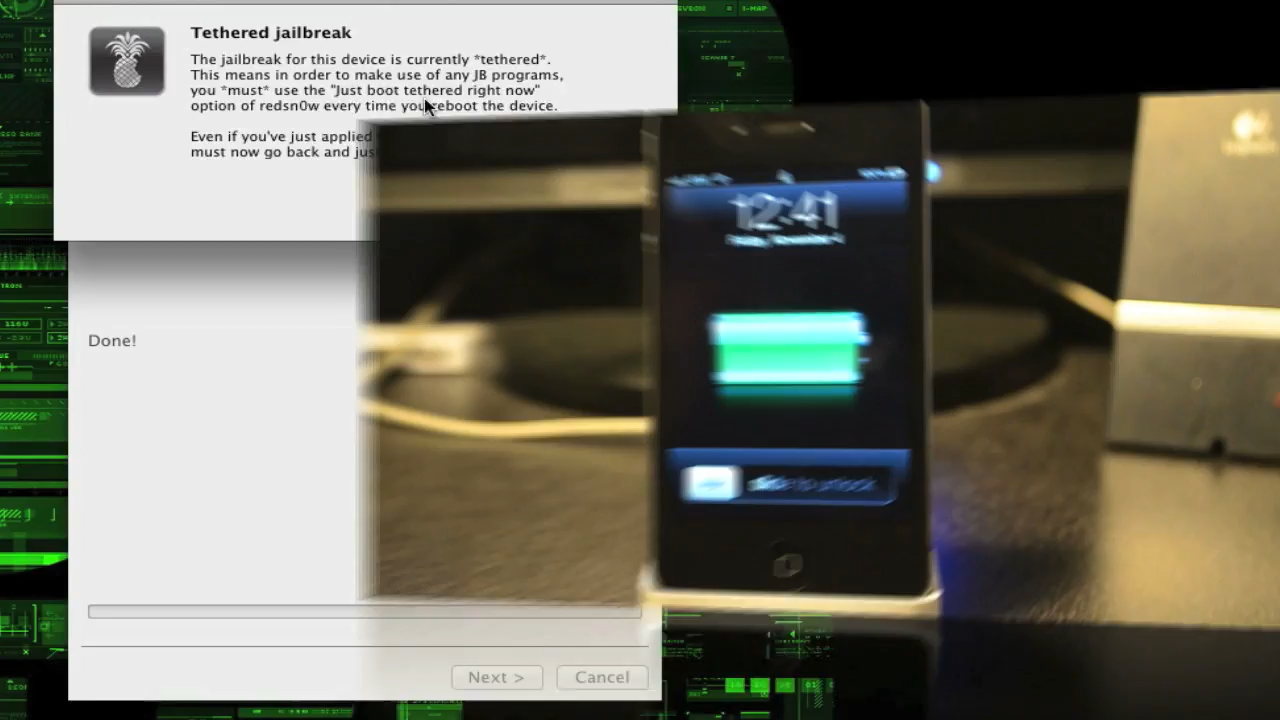 Tethered jailbreak
The jailbreak for this device is currently *tethered*.
This means in order to make use of any JB programs,
you *must* use the "Just boot tethered right now"
option of redsn0w every time you reboot the device.
Even if you've just applied
must now go back and
Done!
12:41
to unlock
Next >
Cancel